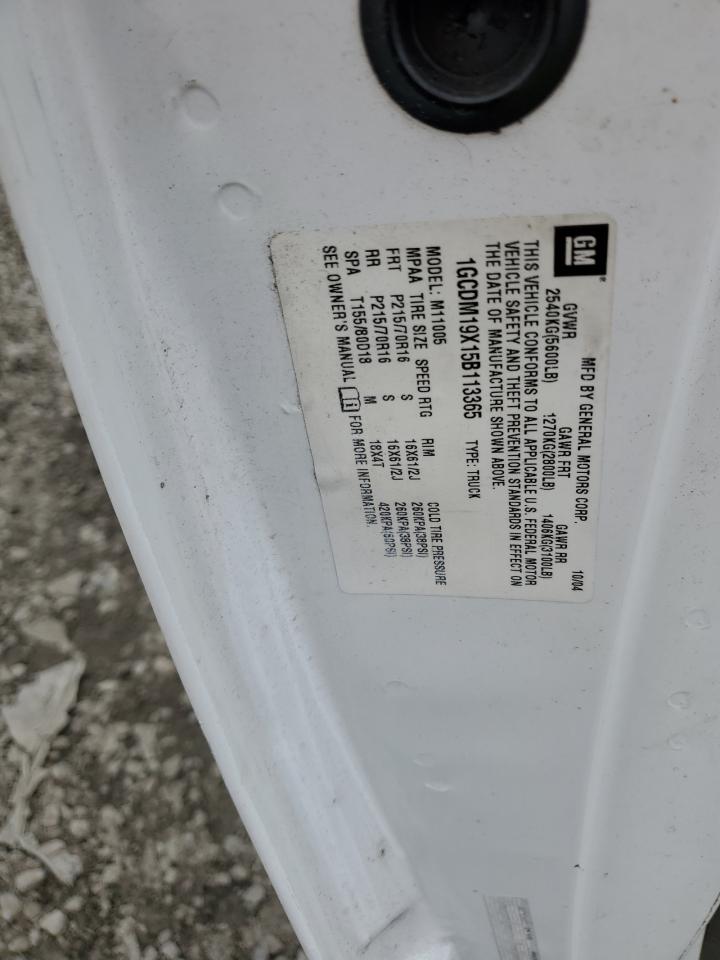 GM
MFD BY GENERAL MOTORS CORP.
10/04
GVWR GAWR FRT GAWR RR
2540KG(5600LB) 1270KG(2800LB) 1406KG(3100LB)
THIS VEHICLE CONFORMS TO ALL APPLICABLE U.S. FEDERAL MOTOR
VEHICLE SAFETY AND THEFT PREVENTION STANDARDS IN EFFECT ON
THE DATE OF MANUFACTURE SHOWN ABOVE.
1GCDM19X15B113365 TYPE: TRUCK
MODEL: M11005
MPAA TIRE SIZE SPEED RTG RIM COLD TIRE PRESSURE
FRT P215/70R16 S 16X61/2J 260KPA(38PSI)
RR P215/70R16 S 16X61/2J 260KPA(38PSI)
SPA T155/80D18 M 18X4T 420KPA(60PSI)
SEE OWNER'S MANUAL FOR MORE INFORMATION.